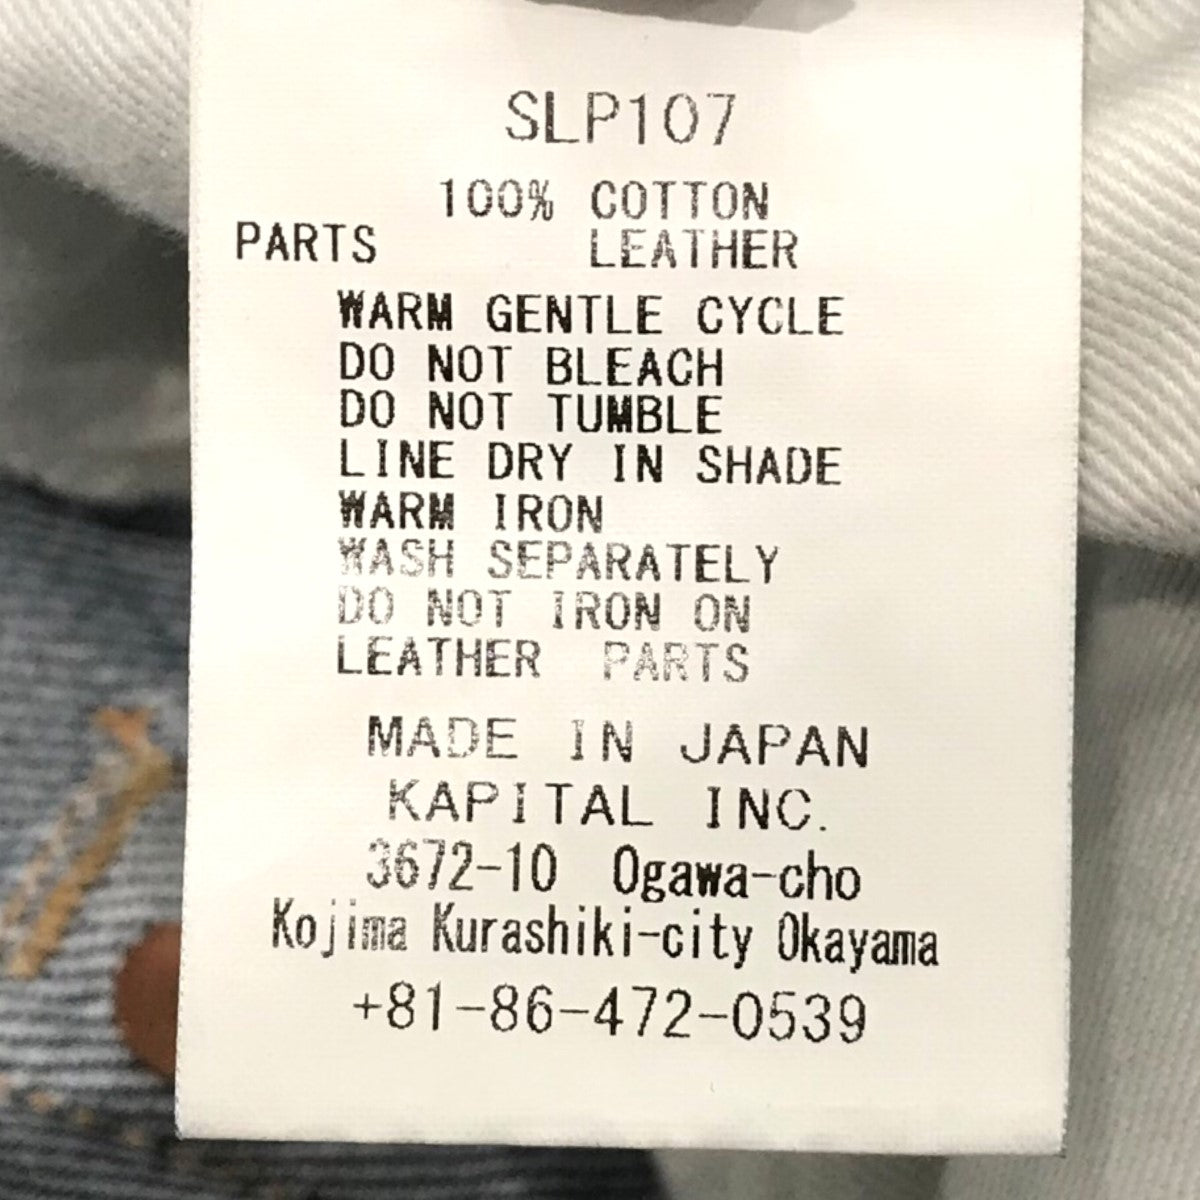 SLP107
100% COTTON
PARTS LEATHER
WARM GENTLE CYCLE
DO NOT BLEACH
DO NOT TUMBLE
LINE DRY IN SHADE
WARM IRON
WASH SEPARATELY
DO NOT IRON ON
LEATHER PARTS
MADE IN JAPAN
KAPITAL INC.
3672-10 Ogawa-cho
Kojima Kurashiki-city Okayama
+81-86-472-0539